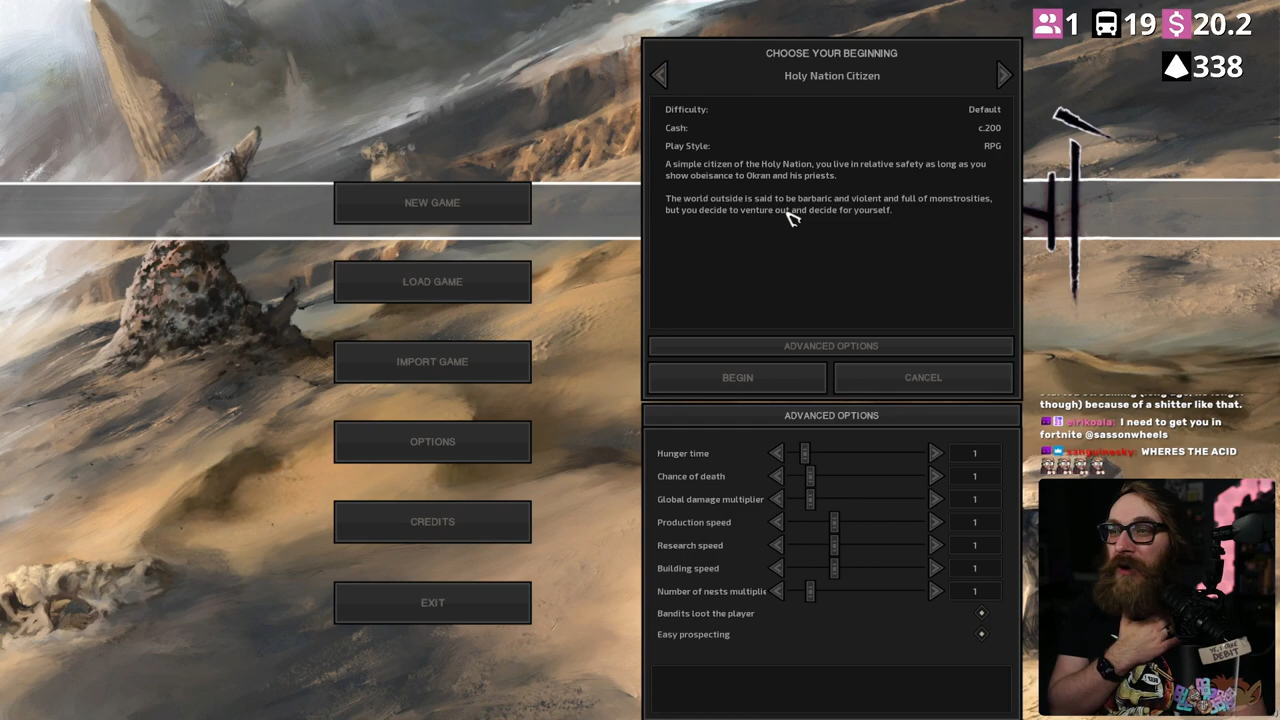 1 19 $ 20.2
338
CHOOSE YOUR BEGINNING
Holy Nation Citizen
Difficulty: Default
Cash: c.200
Play Style: RPG
A simple citizen of the Holy Nation, you live in relative safety as long as you
show obeisance to Okran and his priests.
The world outside is said to be barbaric and violent and full of monstrosities,
but you decide to venture out and decide for yourself.
ADVANCED OPTIONS
BEGIN CANCEL
NEW GAME
LOAD GAME
IMPORT GAME
OPTIONS
CREDITS
EXIT
ADVANCED OPTIONS
Hunger time 1
Chance of death 1
Global damage multiplier 1
Production speed 1
Research speed 1
Building speed 1
Number of nests multiplie 1
Bandits loot the player
Easy prospecting
though) because of a shitter like that.
sirikoala: I need to get you in
fortnite @sassonwheels
sanguinesky: WHERES THE ACID
DEBIT